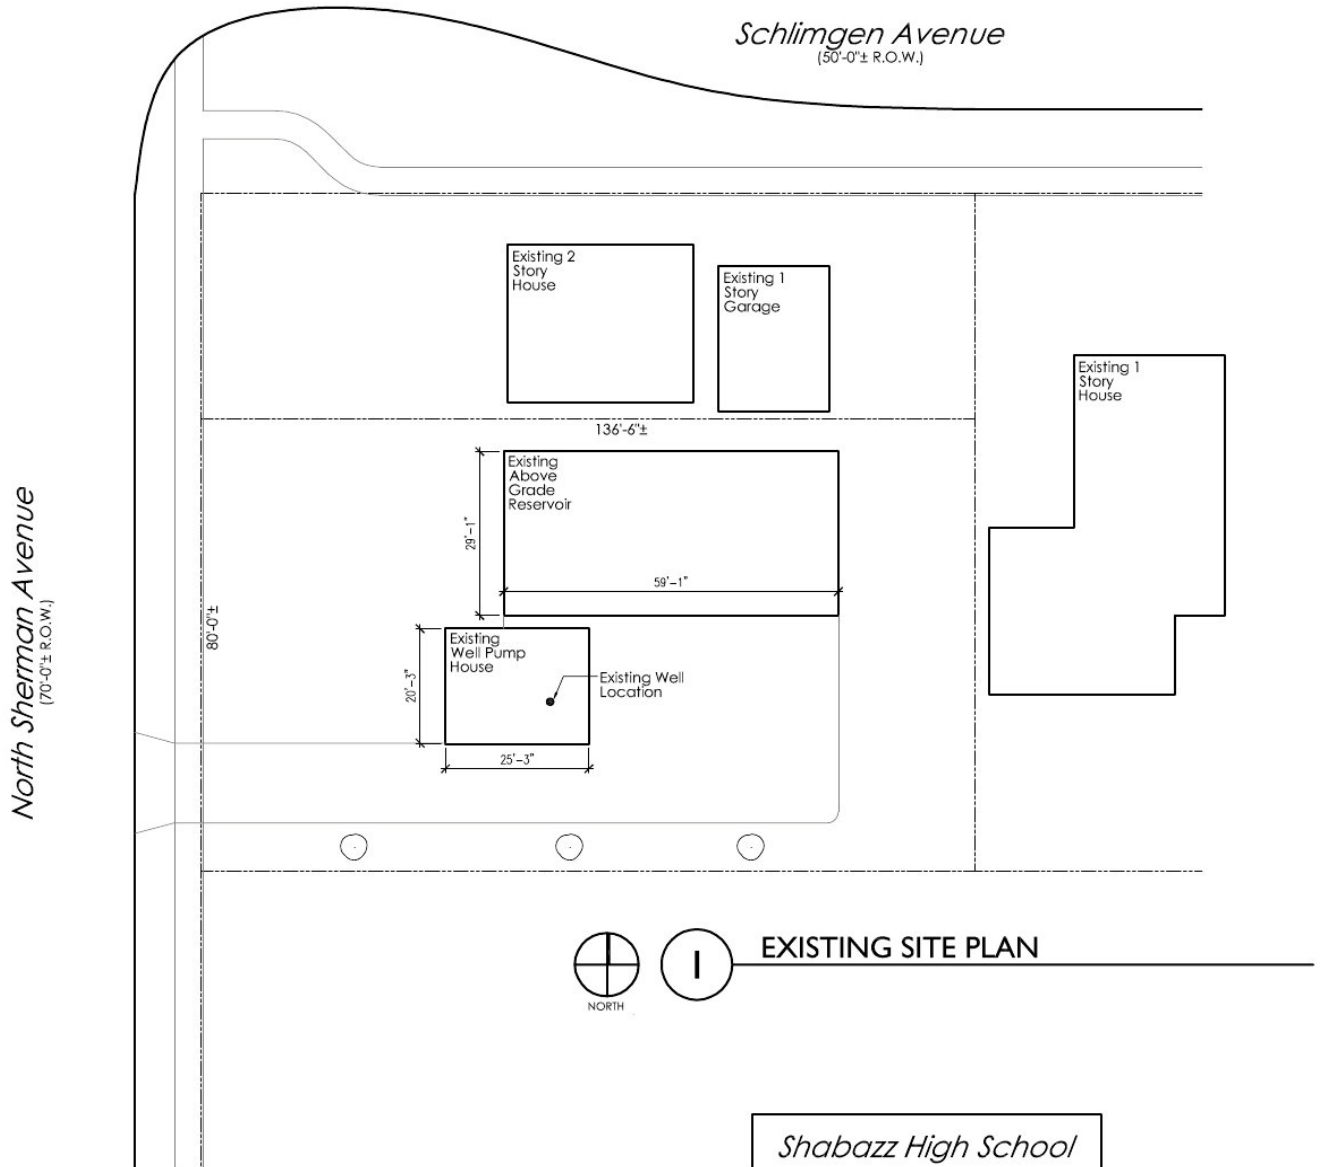 Schlimgen Avenue
(50'-0"± R.O.W.)
Existing 2
Story
House
Existing 1
Story
Garage
Existing 1
Story
House
136'-6"±
Existing
Above
Grade
Reservoir
29'-1"
59'-1"
North Sherman Avenue
(70'-0"± R.O.W.)
80'-0"±
Existing
Well Pump
House
20'-3"
Existing Well
Location
25'-3"
NORTH
1
EXISTING SITE PLAN
Shabazz High School